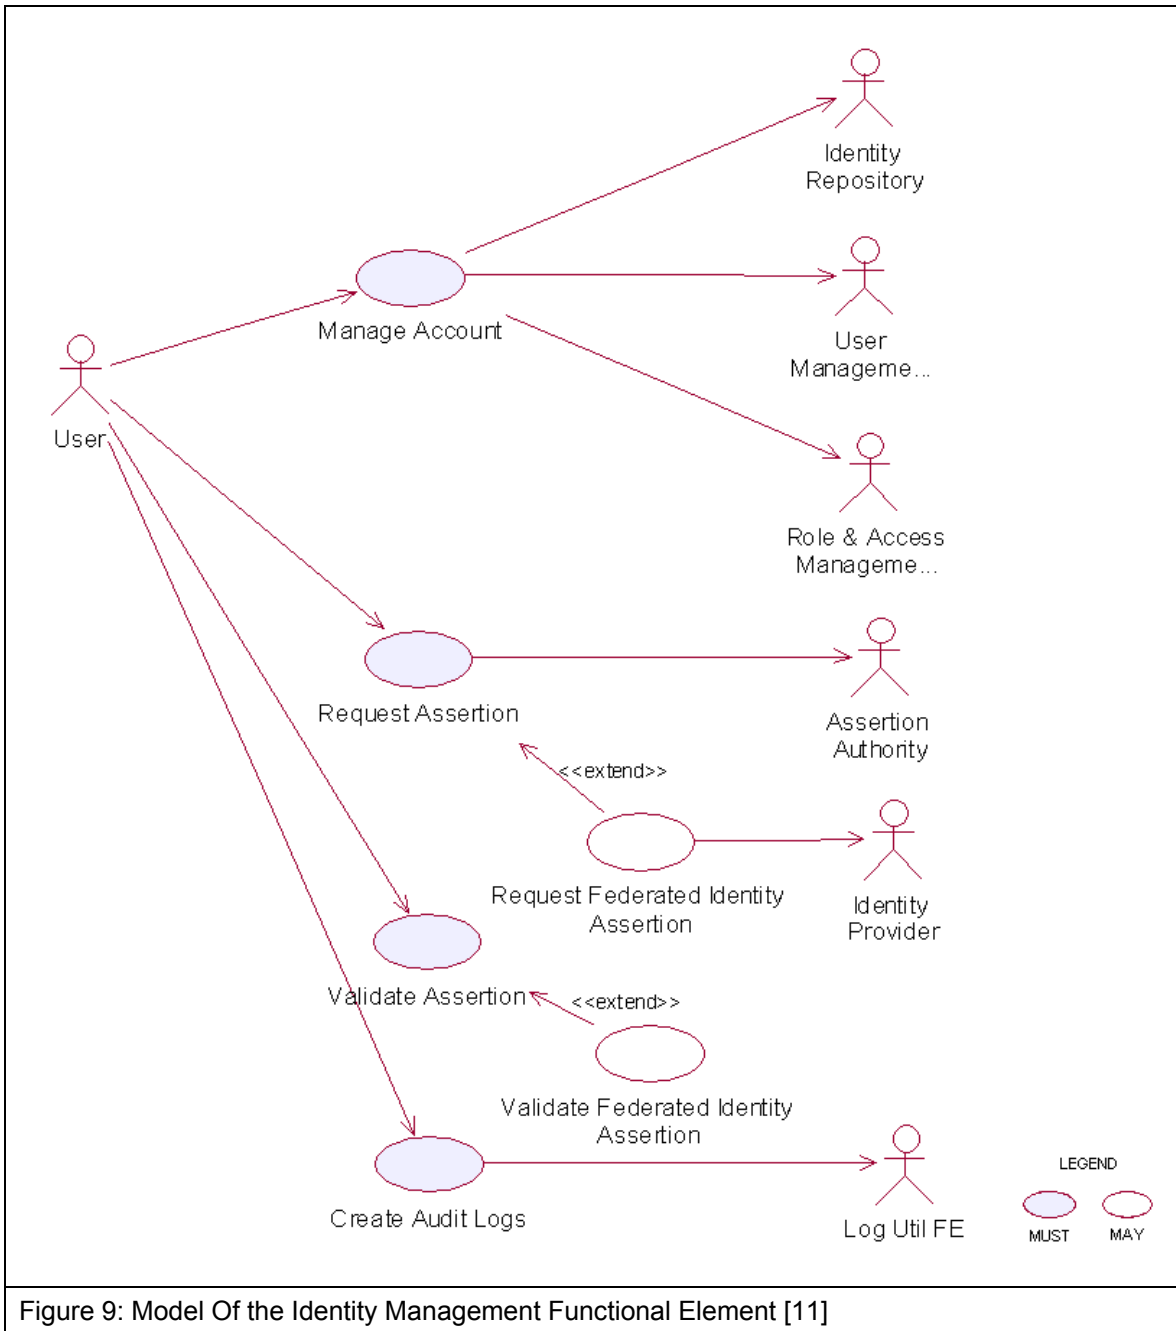 Identity
Repository
Manage Account
User
Manageme...
User
Role & Access
Manageme...
Request Assertion
Assertion
Authority
<<extend>>
Request Federated Identity
Assertion
Identity
Provider
Validate Assertion
<<extend>>
Validate Federated Identity
Assertion
Create Audit Logs
Log Util FE
LEGEND
MUST
MAY
Figure 9: Model Of the Identity Management Functional Element [11]